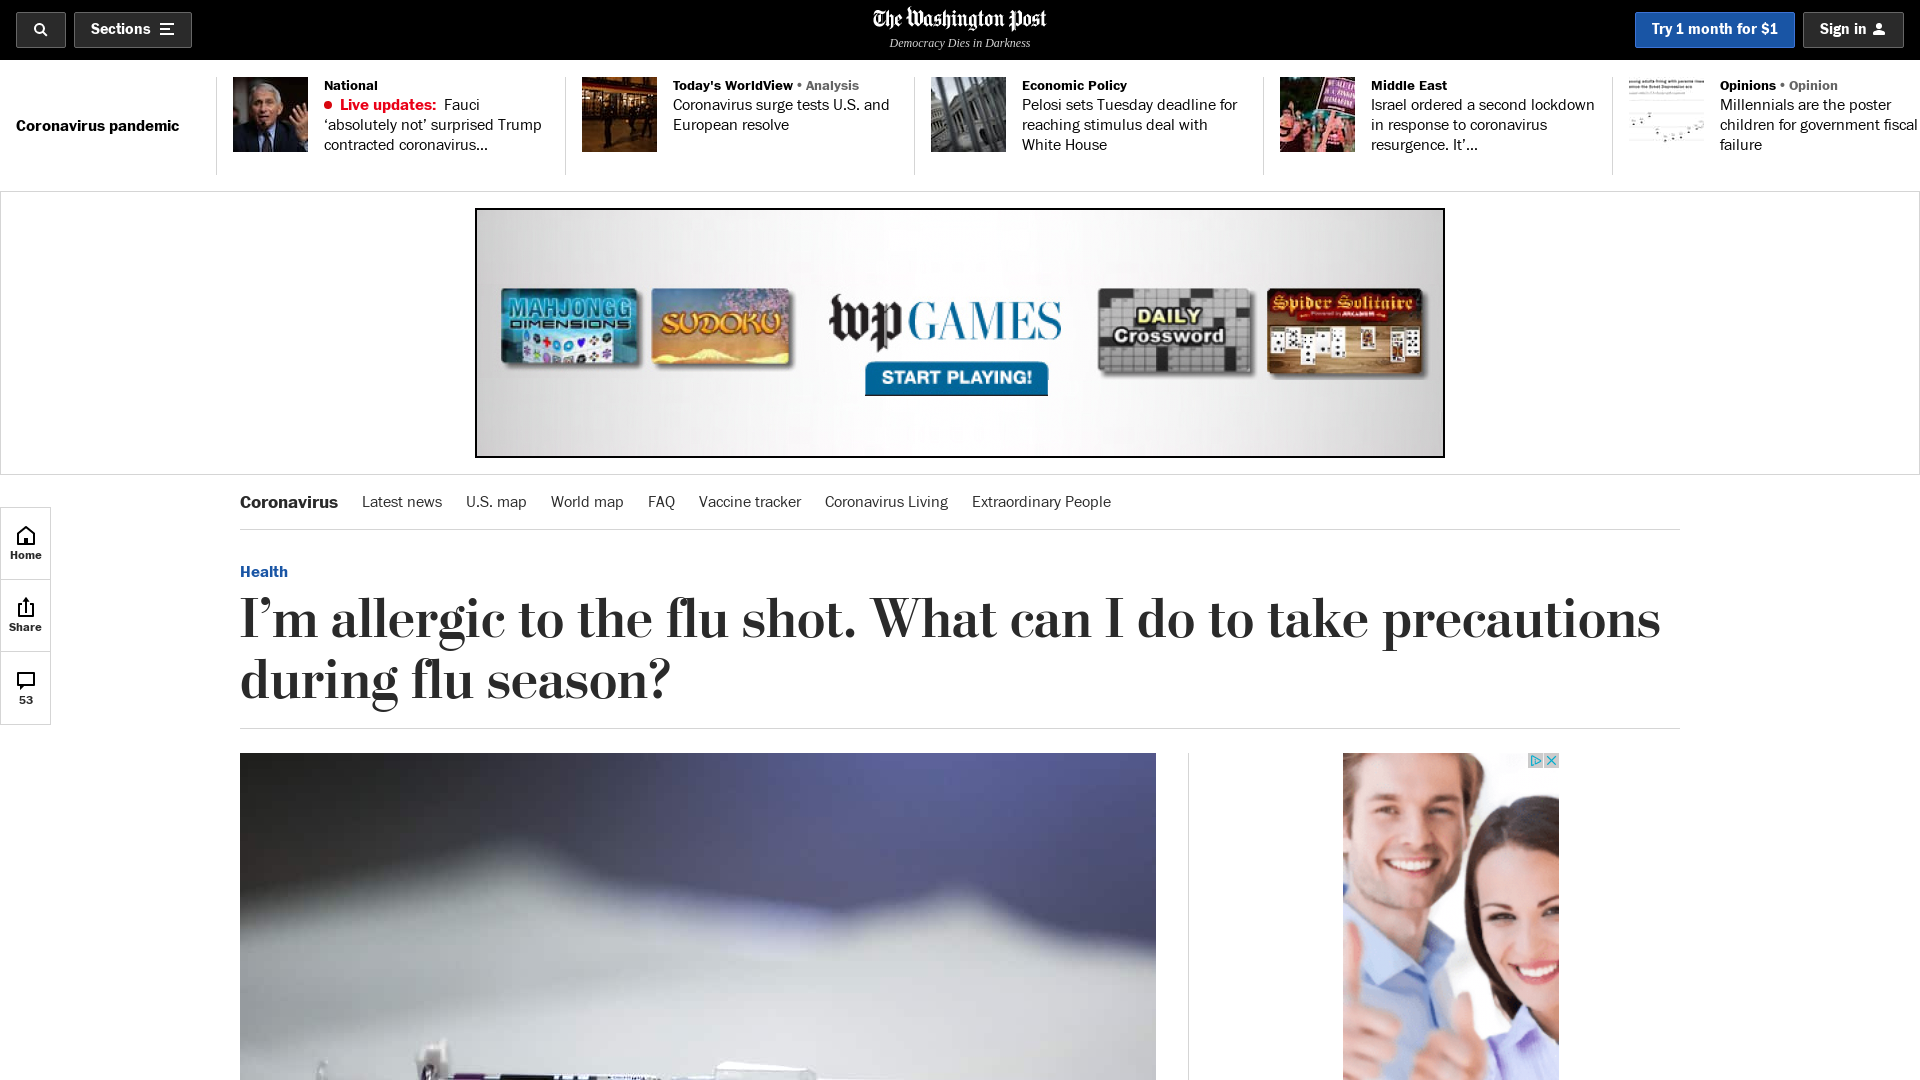 Sections
The Washington Post
Democracy Dies in Darkness
Try 1 month for $1
Sign in
Coronavirus pandemic
National
Live updates: Fauci
‘absolutely not’ surprised Trump
contracted coronavirus...
Today's WorldView • Analysis
Coronavirus surge tests U.S. and
European resolve
Economic Policy
Pelosi sets Tuesday deadline for
reaching stimulus deal with
White House
Middle East
Israel ordered a second lockdown
in response to coronavirus
resurgence. It’...
Opinions • Opinion
Millennials are the poster
children for government fiscal
failure
MAHJONGG
DIMENSIONS
SUDOKU
wp GAMES
START PLAYING!
DAILY
Crossword
Spider Solitaire
Coronavirus
Latest news
U.S. map
World map
FAQ
Vaccine tracker
Coronavirus Living
Extraordinary People
Home
Share
53
Health
I’m allergic to the flu shot. What can I do to take precautions
during flu season?